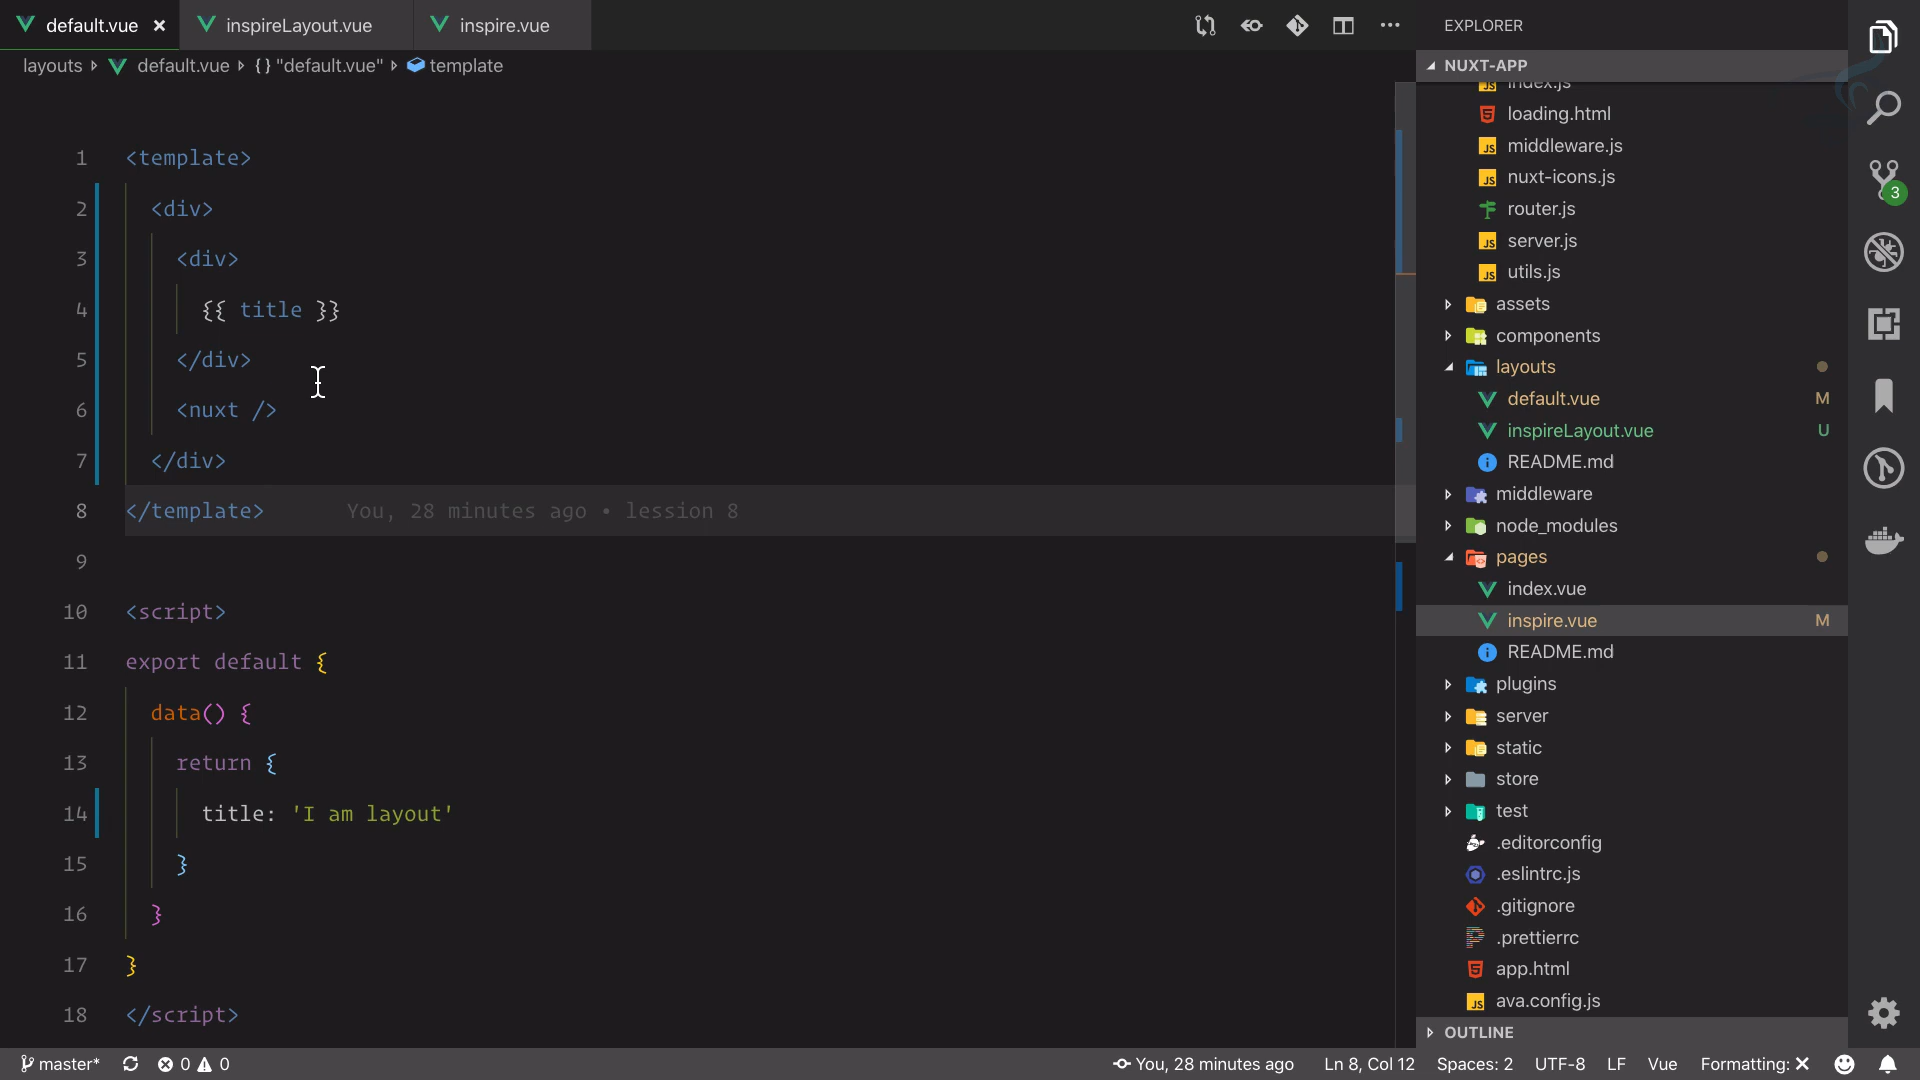 default.vue
inspireLayout.vue
inspire.vue
EXPLORER
layouts default.vue {} "default.vue" template
NUXT-APP
index.js
loading.html
middleware.js
nuxt-icons.js
router.js
server.js
utils.js
assets
components
layouts
default.vue M
inspireLayout.vue U
README.md
middleware
node_modules
pages
index.vue
inspire.vue M
README.md
plugins
server
static
store
test
.editorconfig
.eslintrc.js
.gitignore
.prettierrc
app.html
ava.config.js
OUTLINE
3
1 <template>
2 <div>
3 <div>
4 {{ title }}
5 </div>
6 <nuxt />
7 </div>
8 </template> You, 28 minutes ago • lession 8
9
10 <script>
11 export default {
12 data() {
13 return {
14 title: 'I am layout'
15 }
16 }
17 }
18 </script>
master* 0 0 You, 28 minutes ago Ln 8, Col 12 Spaces: 2 UTF-8 LF Vue Formatting: ✕